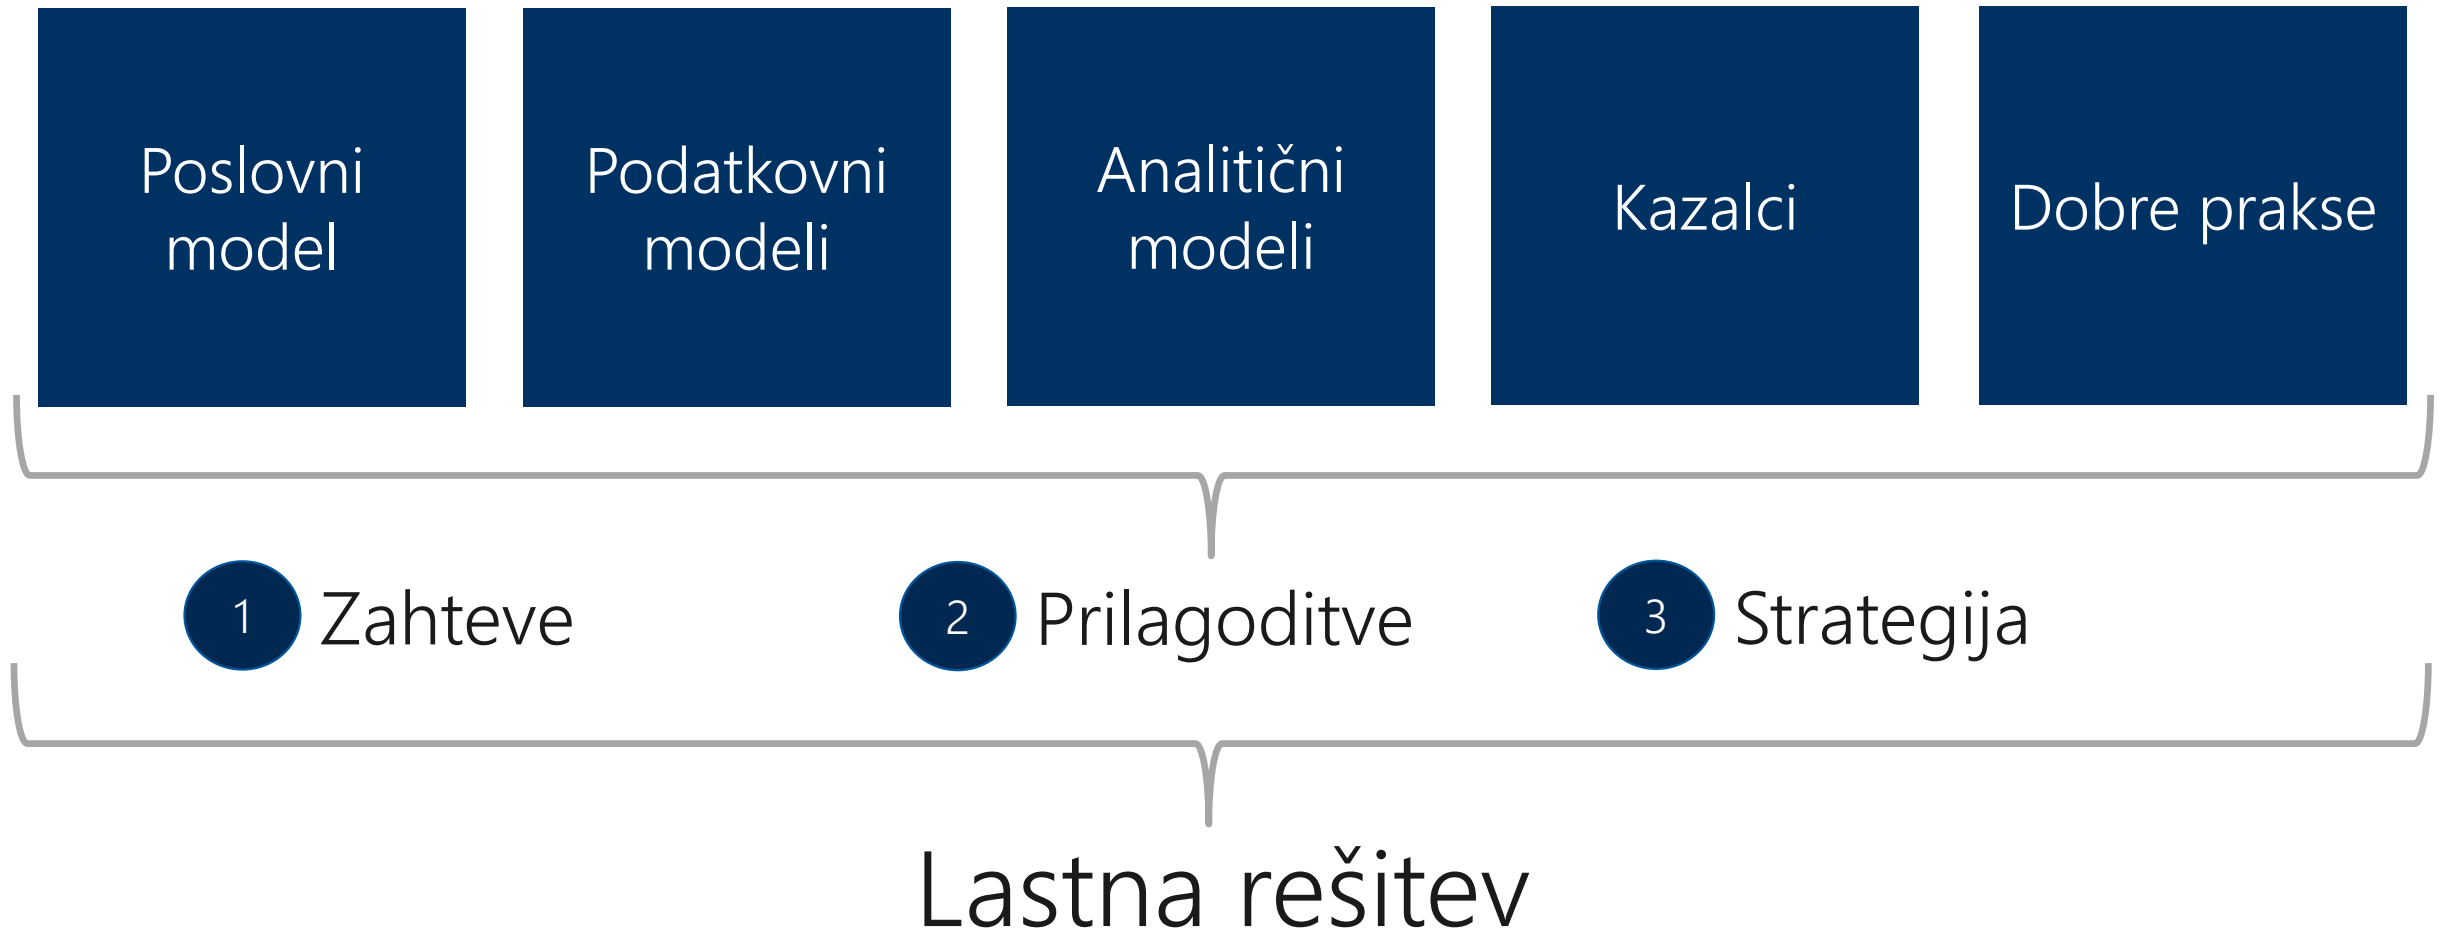 Poslovni
model
Podatkovni
modeli
Analitični
modeli
Kazalci
Dobre prakse
1 Zahteve
2 Prilagoditve
3 Strategija
Lastna rešitev